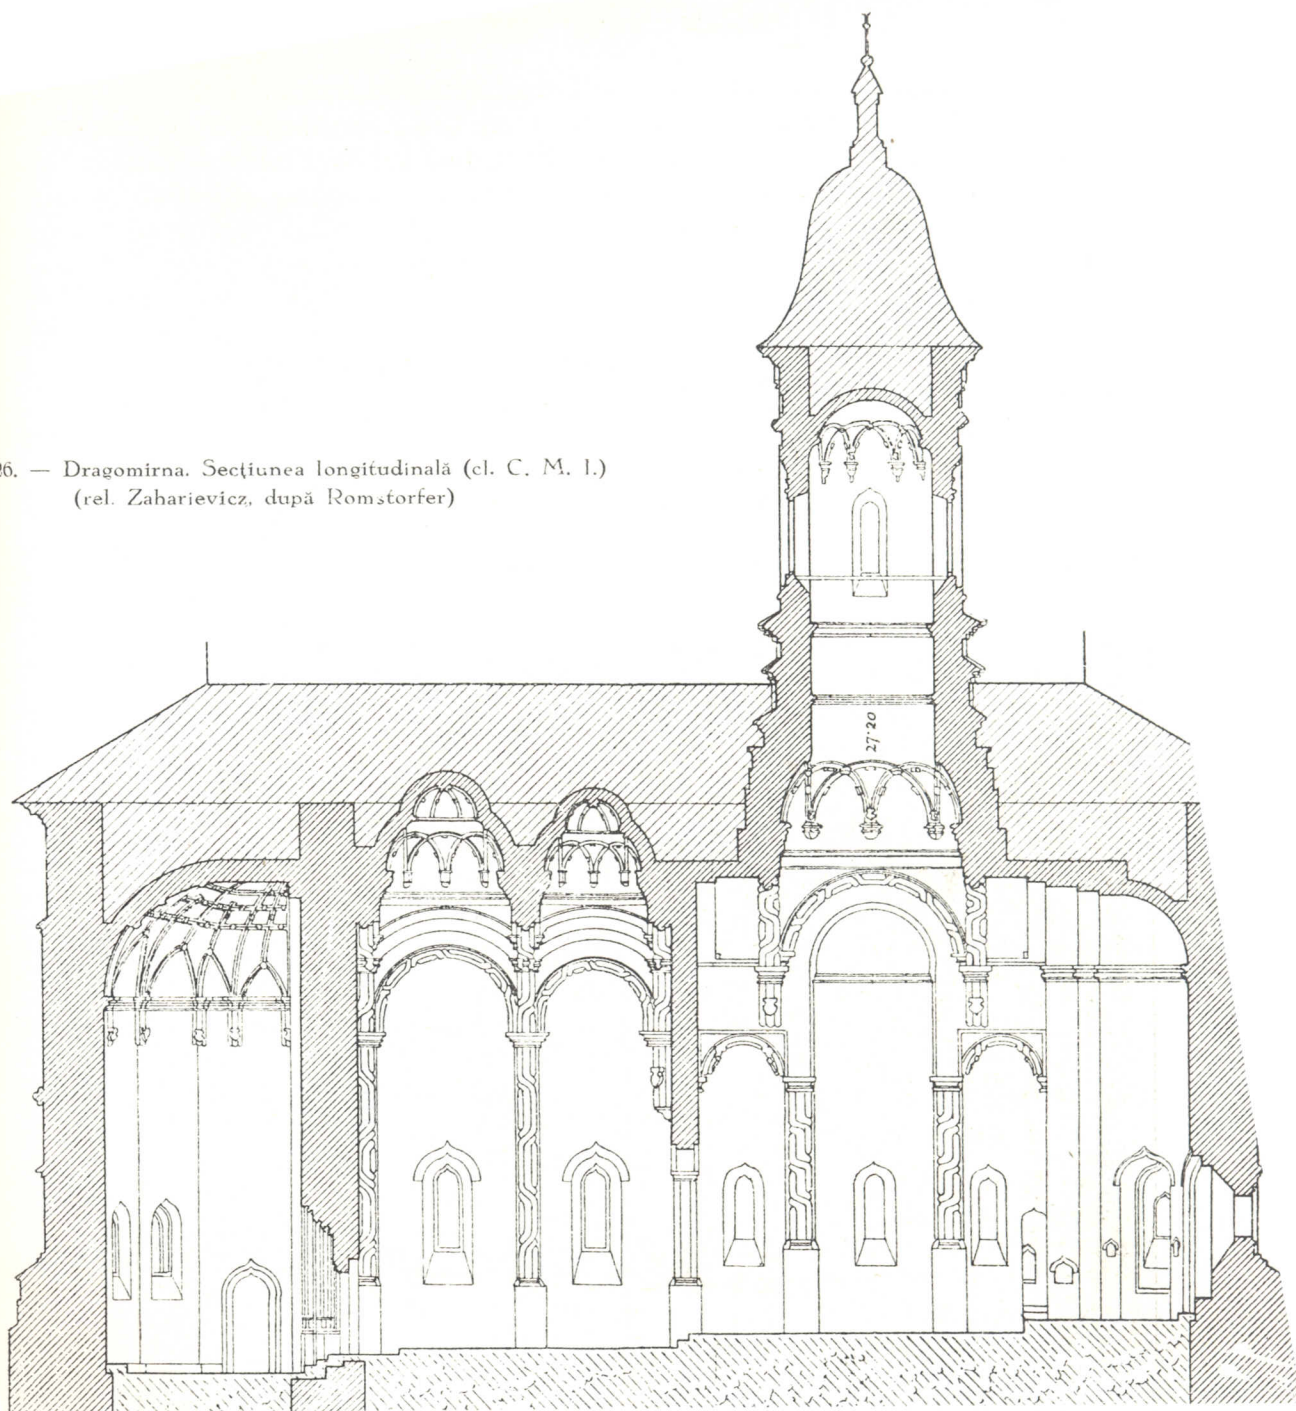 26. — Dragomirna. Secţiunea longitudinală (cl. C. M. I.)
(rel. Zaharievicz, după Romstorfer)
27·20